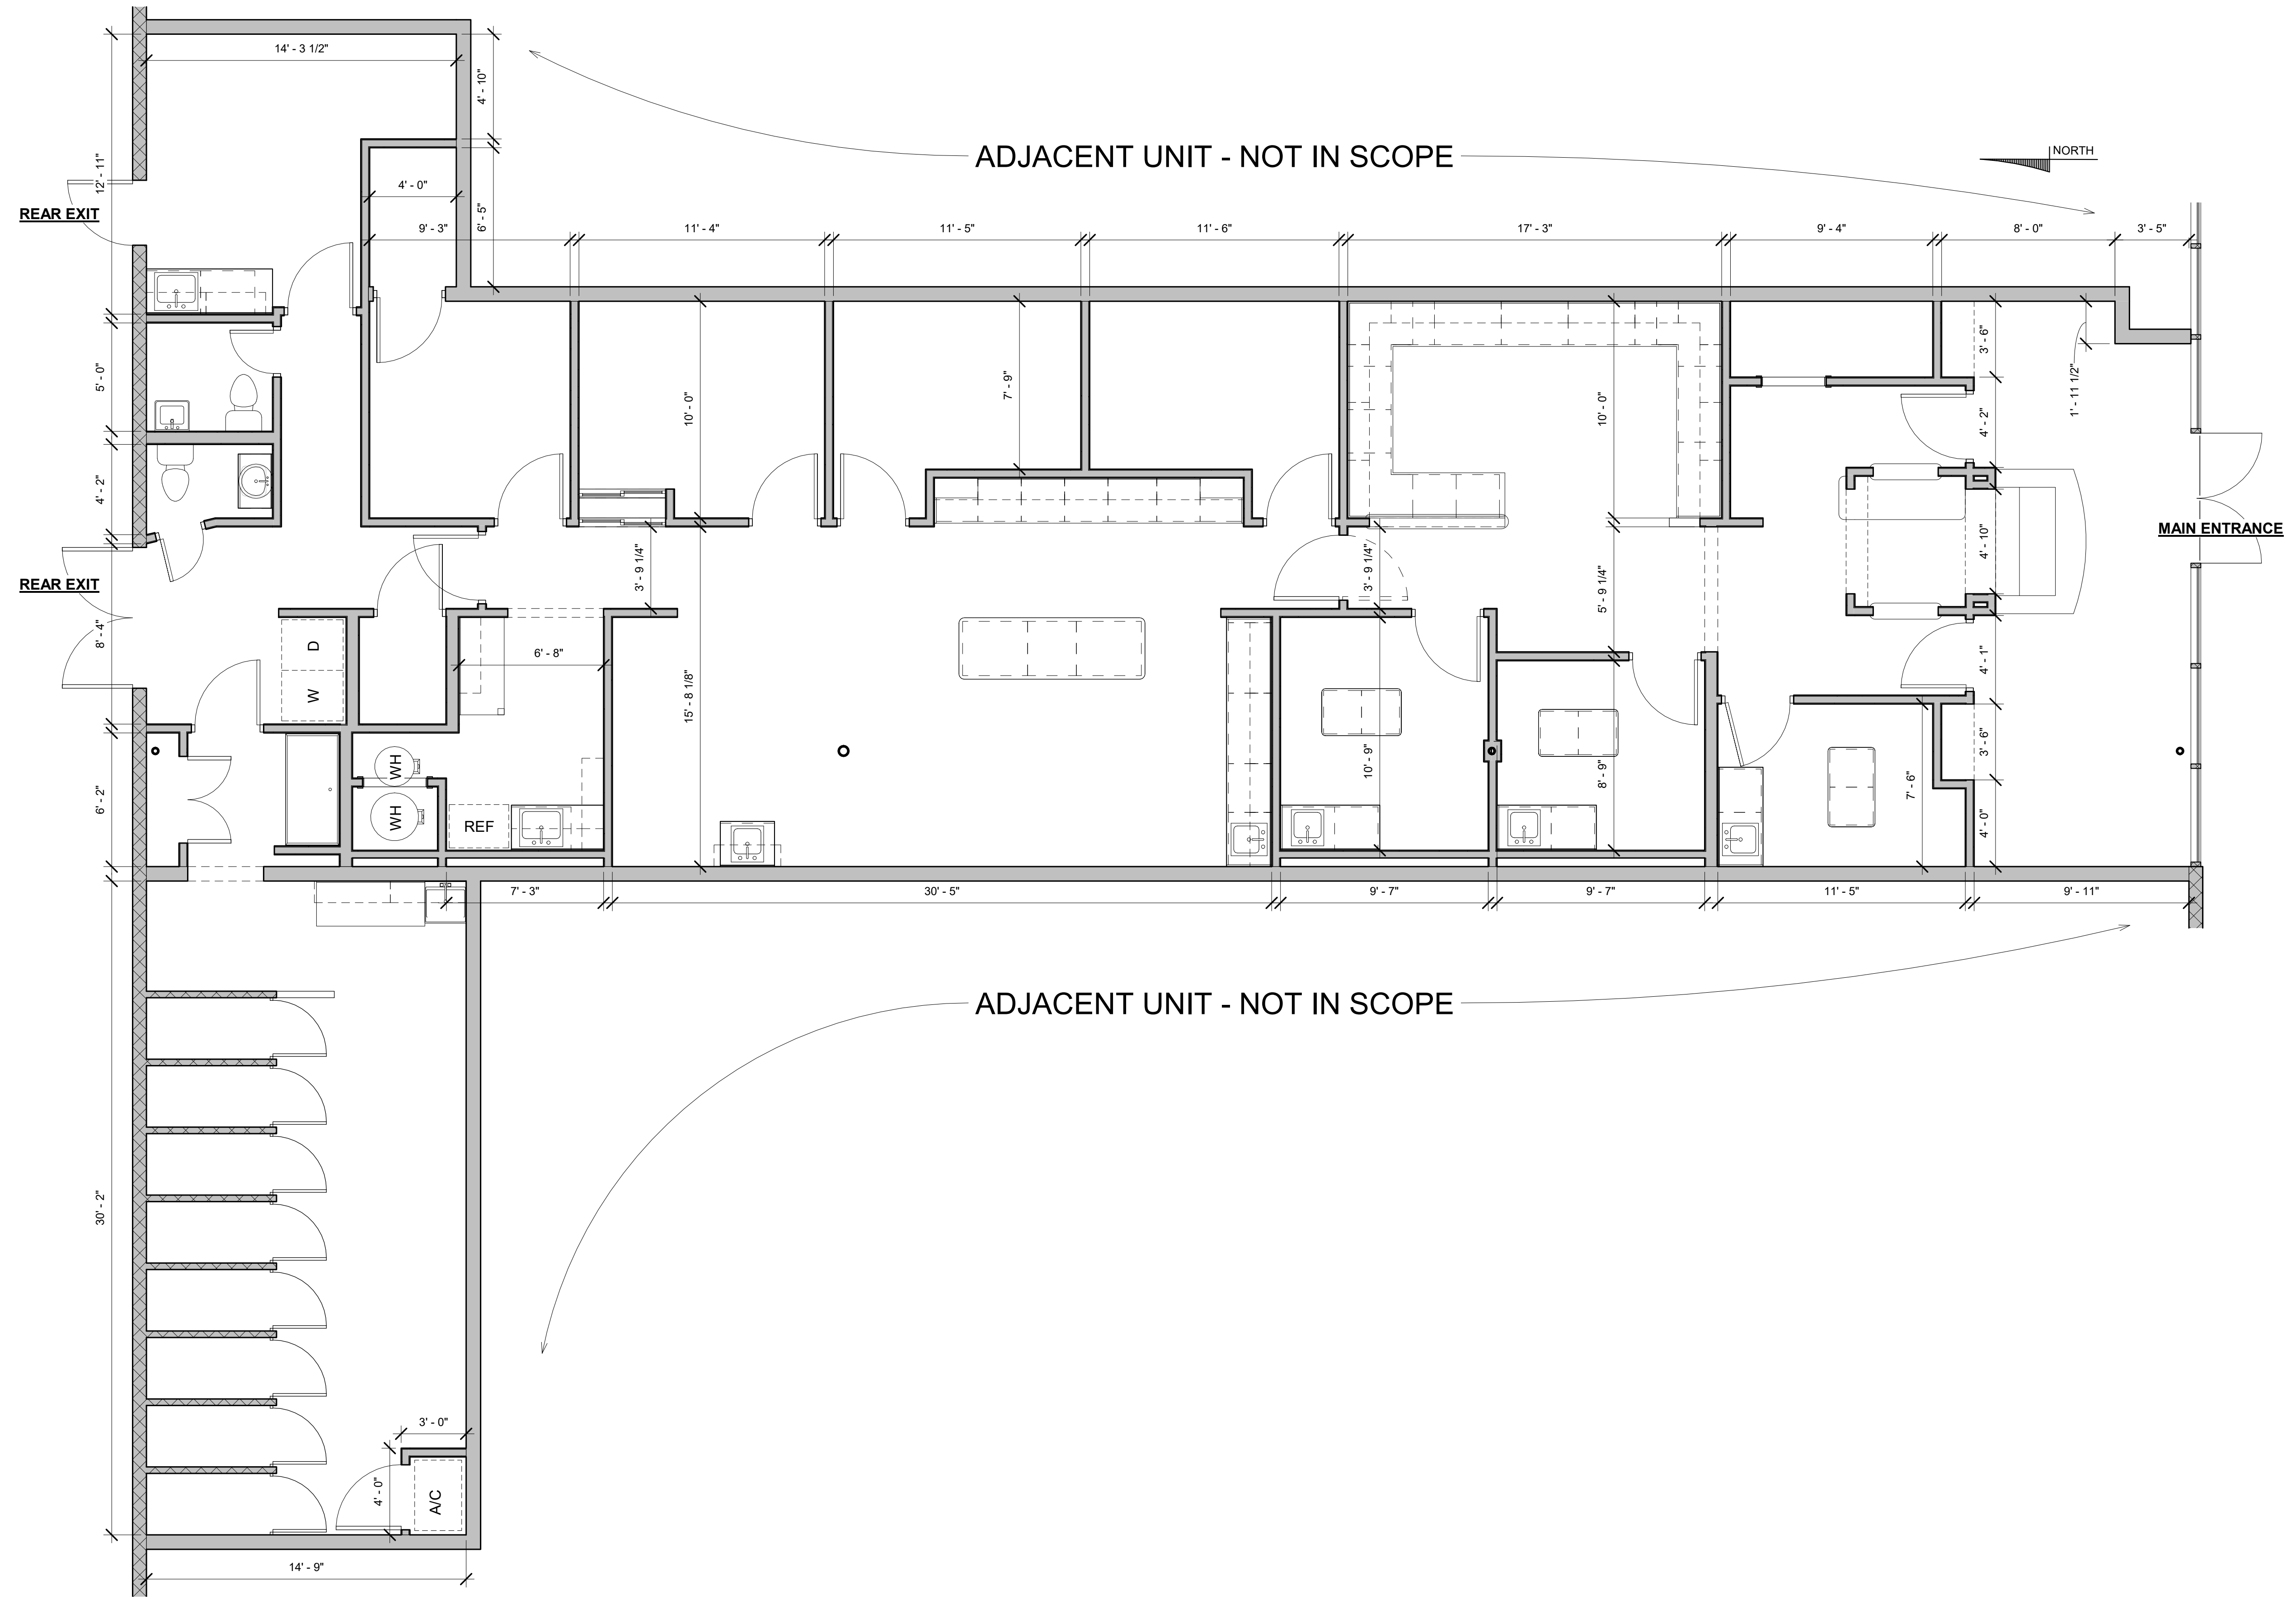 14' - 3 1/2"
4' - 10"
ADJACENT UNIT - NOT IN SCOPE
NORTH
12' - 11"
4' - 0"
6' - 5"
REAR EXIT
9' - 3"
11' - 4"
11' - 5"
11' - 6"
17' - 3"
9' - 4"
8' - 0"
3' - 5"
3' - 6"
5' - 0"
7' - 9"
10' - 0"
10' - 0"
1' - 11 1/2"
4' - 2"
4' - 2"
MAIN ENTRANCE
4' - 10"
3' - 9 1/4"
3' - 9 1/4"
5' - 9 1/4"
REAR EXIT
8' - 4"
D
6' - 8"
4' - 1"
W
15' - 8 1/8"
3' - 6"
WH
10' - 9"
8' - 9"
7' - 6"
6' - 2"
WH
REF
4' - 0"
7' - 3"
30' - 5"
9' - 7"
9' - 7"
11' - 5"
9' - 11"
ADJACENT UNIT - NOT IN SCOPE
30' - 2"
3' - 0"
4' - 0"
A/C
14' - 9"